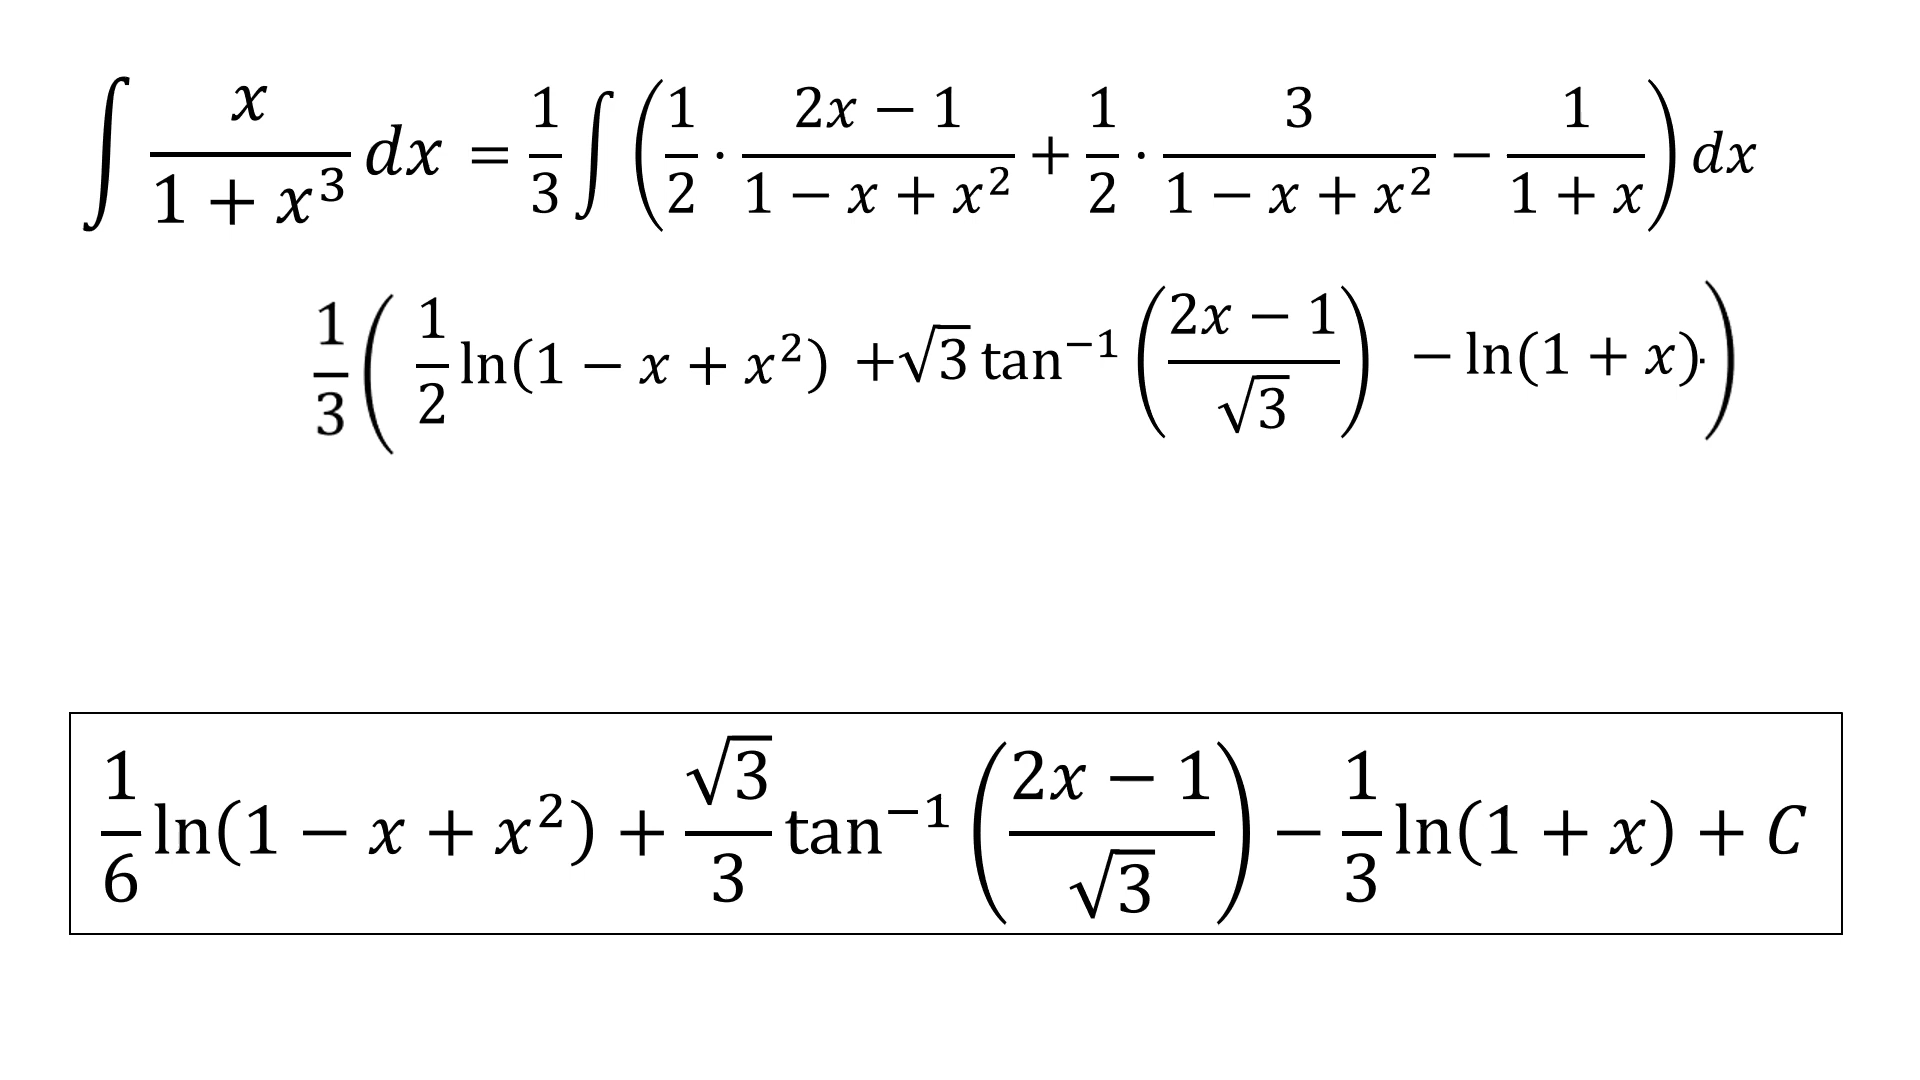 ∫ x/(1 + x³) dx = 1/3 ∫ (1/2 · (2x − 1)/(1 − x + x²) + 1/2 · 3/(1 − x + x²) − 1/(1 + x)) dx
1/3 ( 1/2 ln(1 − x + x²) + √3 tan⁻¹ ((2x − 1)/√3) − ln(1 + x) )
1/6 ln(1 − x + x²) + √3/3 tan⁻¹ ((2x − 1)/√3) − 1/3 ln(1 + x) + C